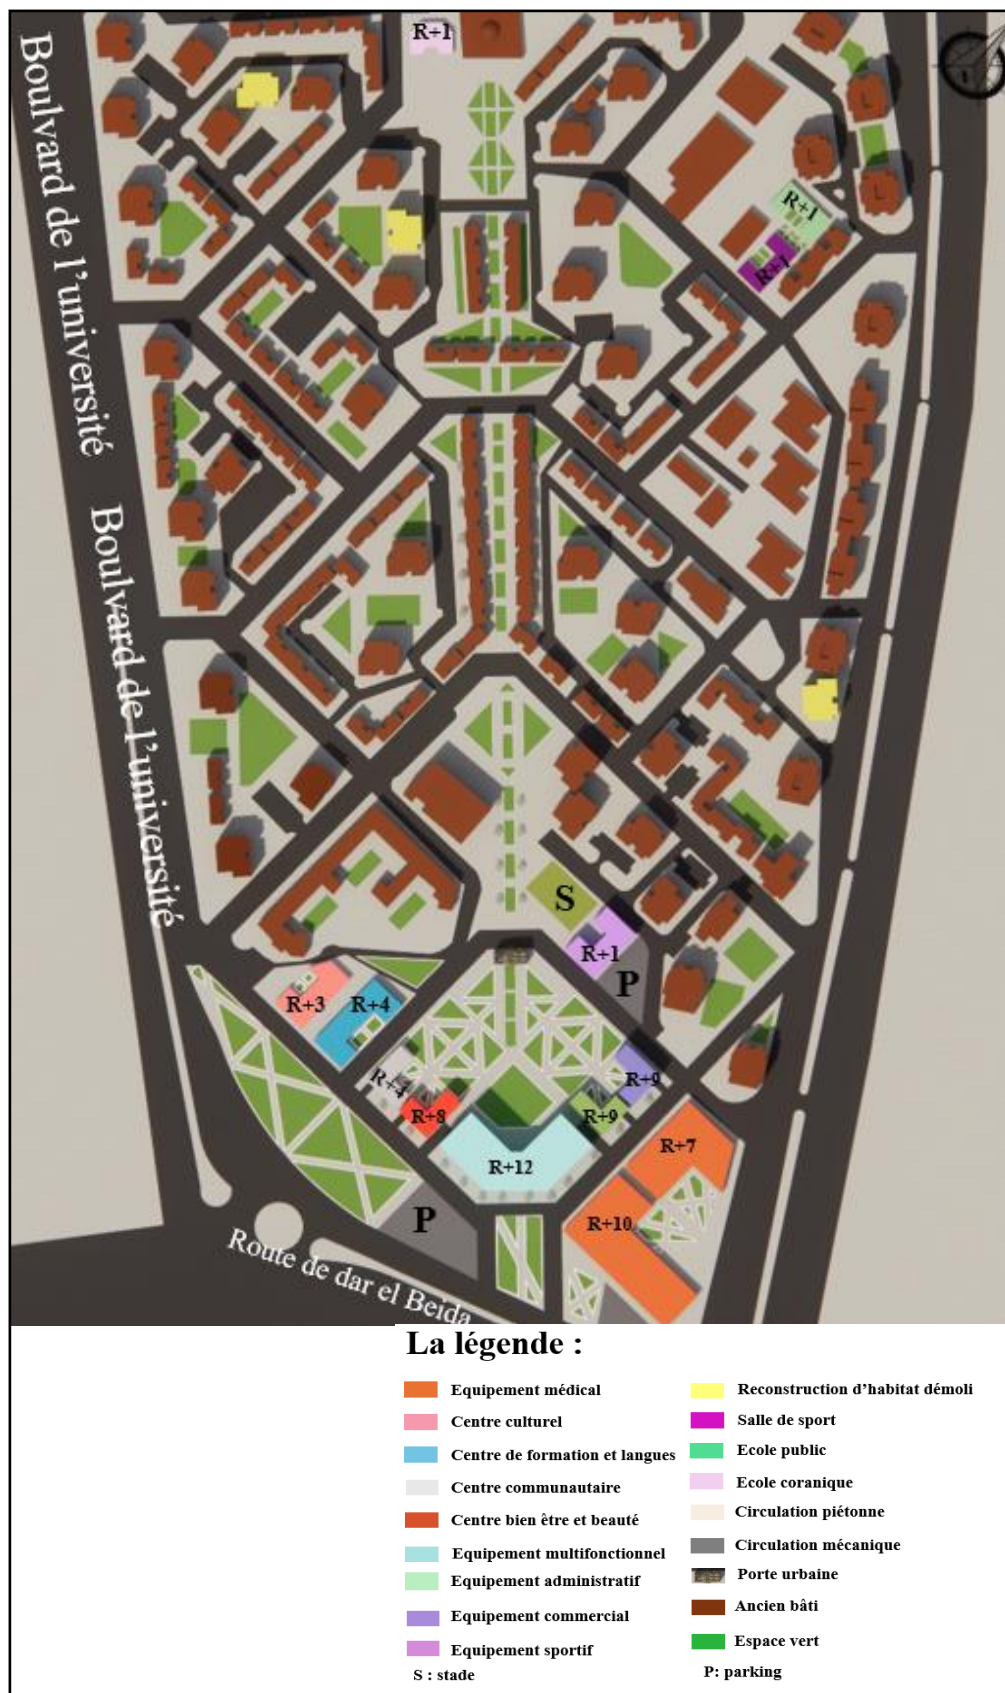 R+1
Boulvard de l'université
R+1
R+1
Boulvard de l'université
S
R+1
P
R+3
R+4
R+4
R+8
R+9
R+9
R+12
R+7
R+10
P
Route de dar el Beida
La légende :
Equipement médical
Centre culturel
Centre de formation et langues
Centre communautaire
Centre bien être et beauté
Equipement multifonctionnel
Equipement administratif
Equipement commercial
Equipement sportif
S : stade
Reconstruction d'habitat démoli
Salle de sport
Ecole public
Ecole coranique
Circulation piétonne
Circulation mécanique
Porte urbaine
Ancien bâti
Espace vert
P: parking